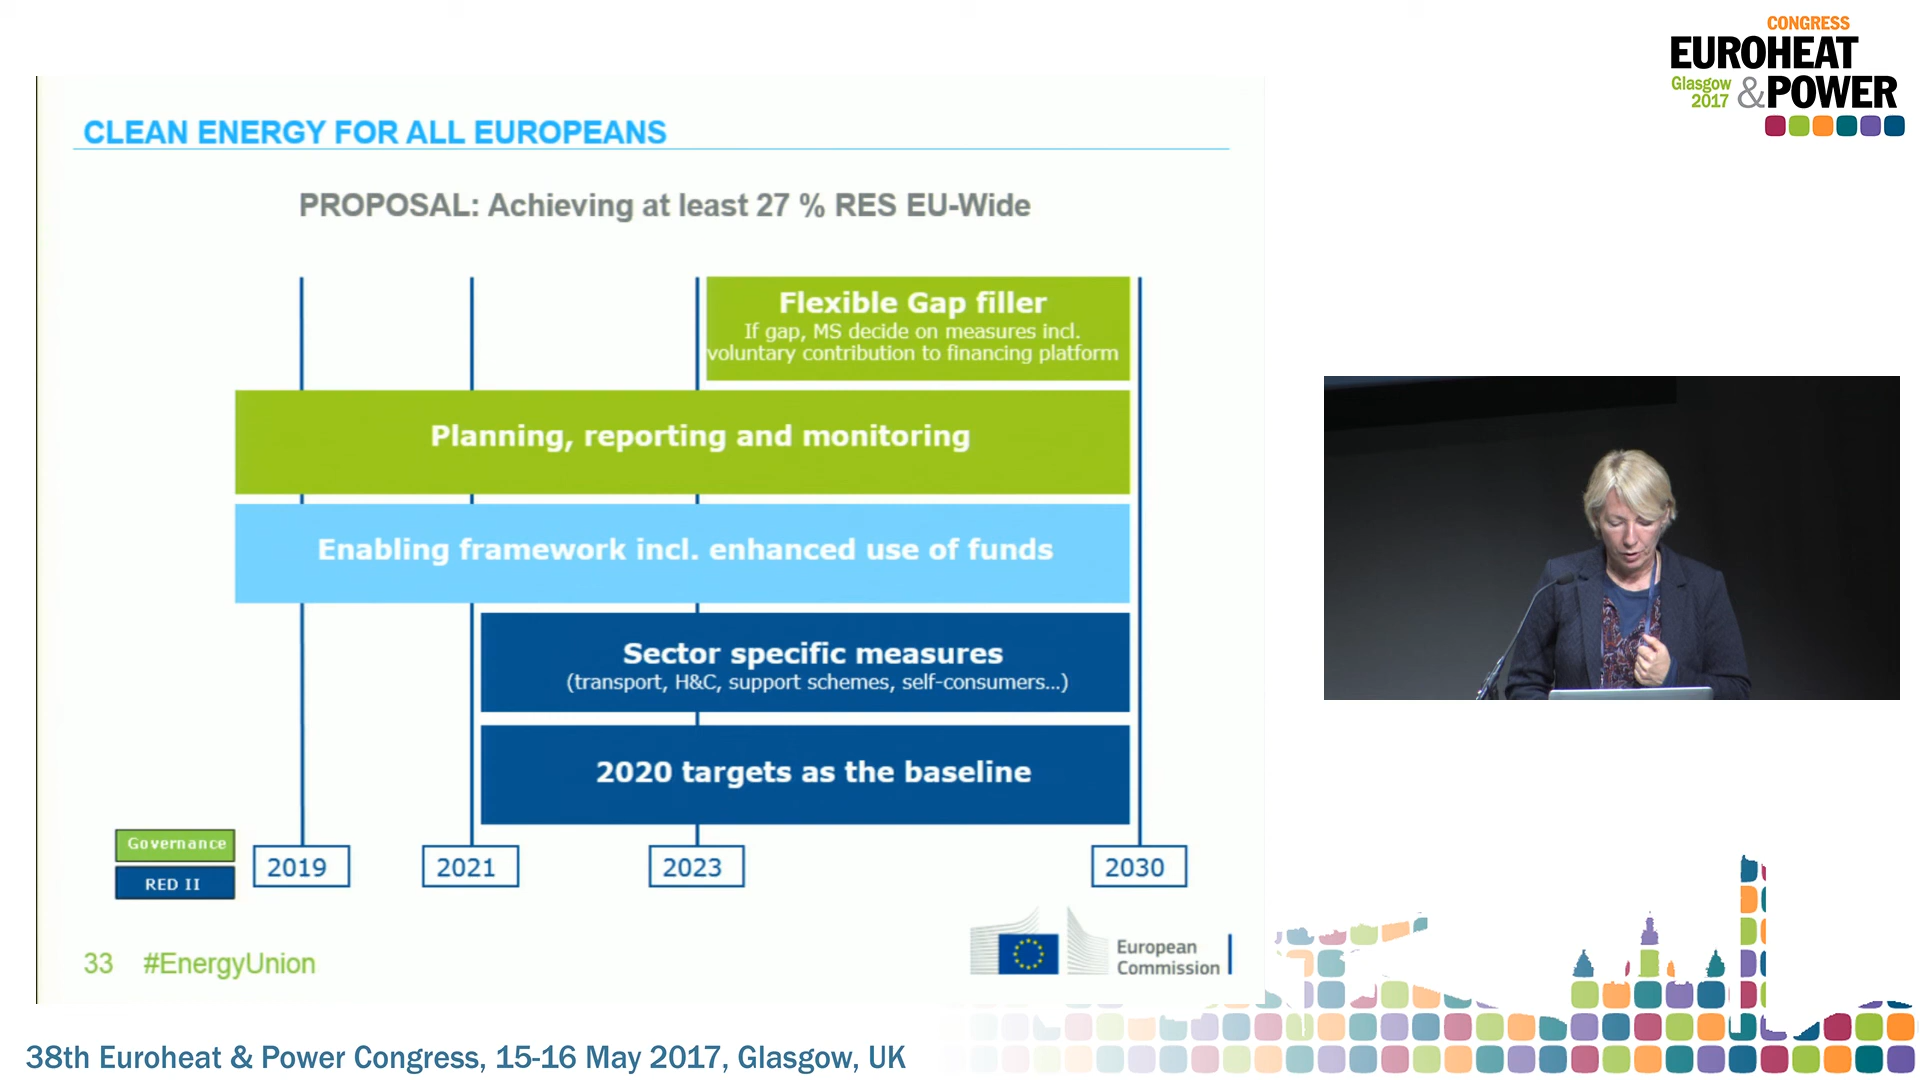 CONGRESS
EUROHEAT
Glasgow
2017
&POWER
CLEAN ENERGY FOR ALL EUROPEANS
PROPOSAL: Achieving at least 27 % RES EU-Wide
Flexible Gap filler
If gap, MS decide on measures incl.
voluntary contribution to financing platform
Planning, reporting and monitoring
Enabling framework incl. enhanced use of funds
Sector specific measures
(transport, H&C, support schemes, self-consumers...)
2020 targets as the baseline
Governance
RED II
2019
2021
2023
2030
33 #EnergyUnion
European
Commission
38th Euroheat & Power Congress, 15-16 May 2017, Glasgow, UK